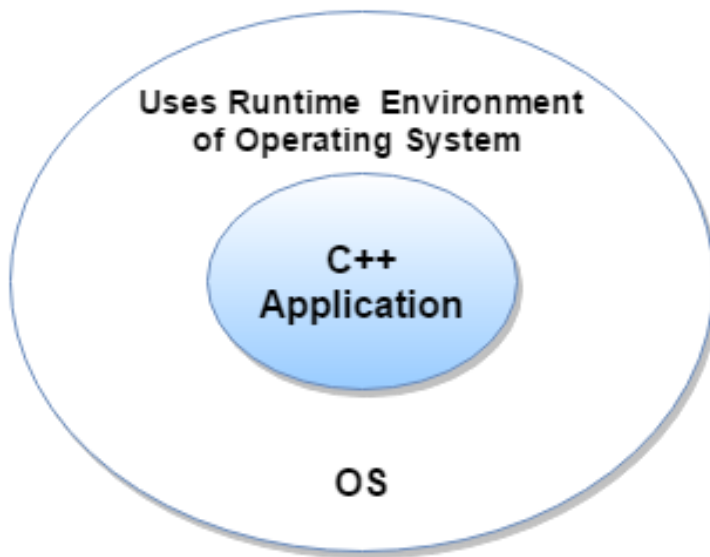 Uses Runtime Environment
of Operating System
C++
Application
OS